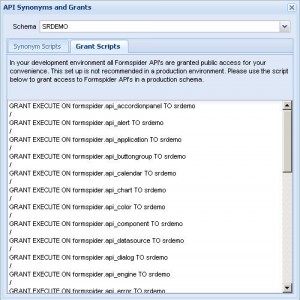 API Synonyms and Grants
Schema SRDEMO
Synonym Scripts Grant Scripts
In your development environment all Formspider API's are granted public access for your
convenience. This set up is not recommended in a production environment. Please use the script
below to grant access to Formspider API's in a production schema.
GRANT EXECUTE ON formspider.api_accordionpanel TO srdemo
/
GRANT EXECUTE ON formspider.api_alert TO srdemo
/
GRANT EXECUTE ON formspider.api_application TO srdemo
/
GRANT EXECUTE ON formspider.api_buttongroup TO srdemo
/
GRANT EXECUTE ON formspider.api_calendar TO srdemo
/
GRANT EXECUTE ON formspider.api_chart TO srdemo
/
GRANT EXECUTE ON formspider.api_color TO srdemo
/
GRANT EXECUTE ON formspider.api_component TO srdemo
/
GRANT EXECUTE ON formspider.api_datasource TO srdemo
/
GRANT EXECUTE ON formspider.api_dialog TO srdemo
/
GRANT EXECUTE ON formspider.api_engine TO srdemo
/
GRANT EXECUTE ON formspider.api_error TO srdemo